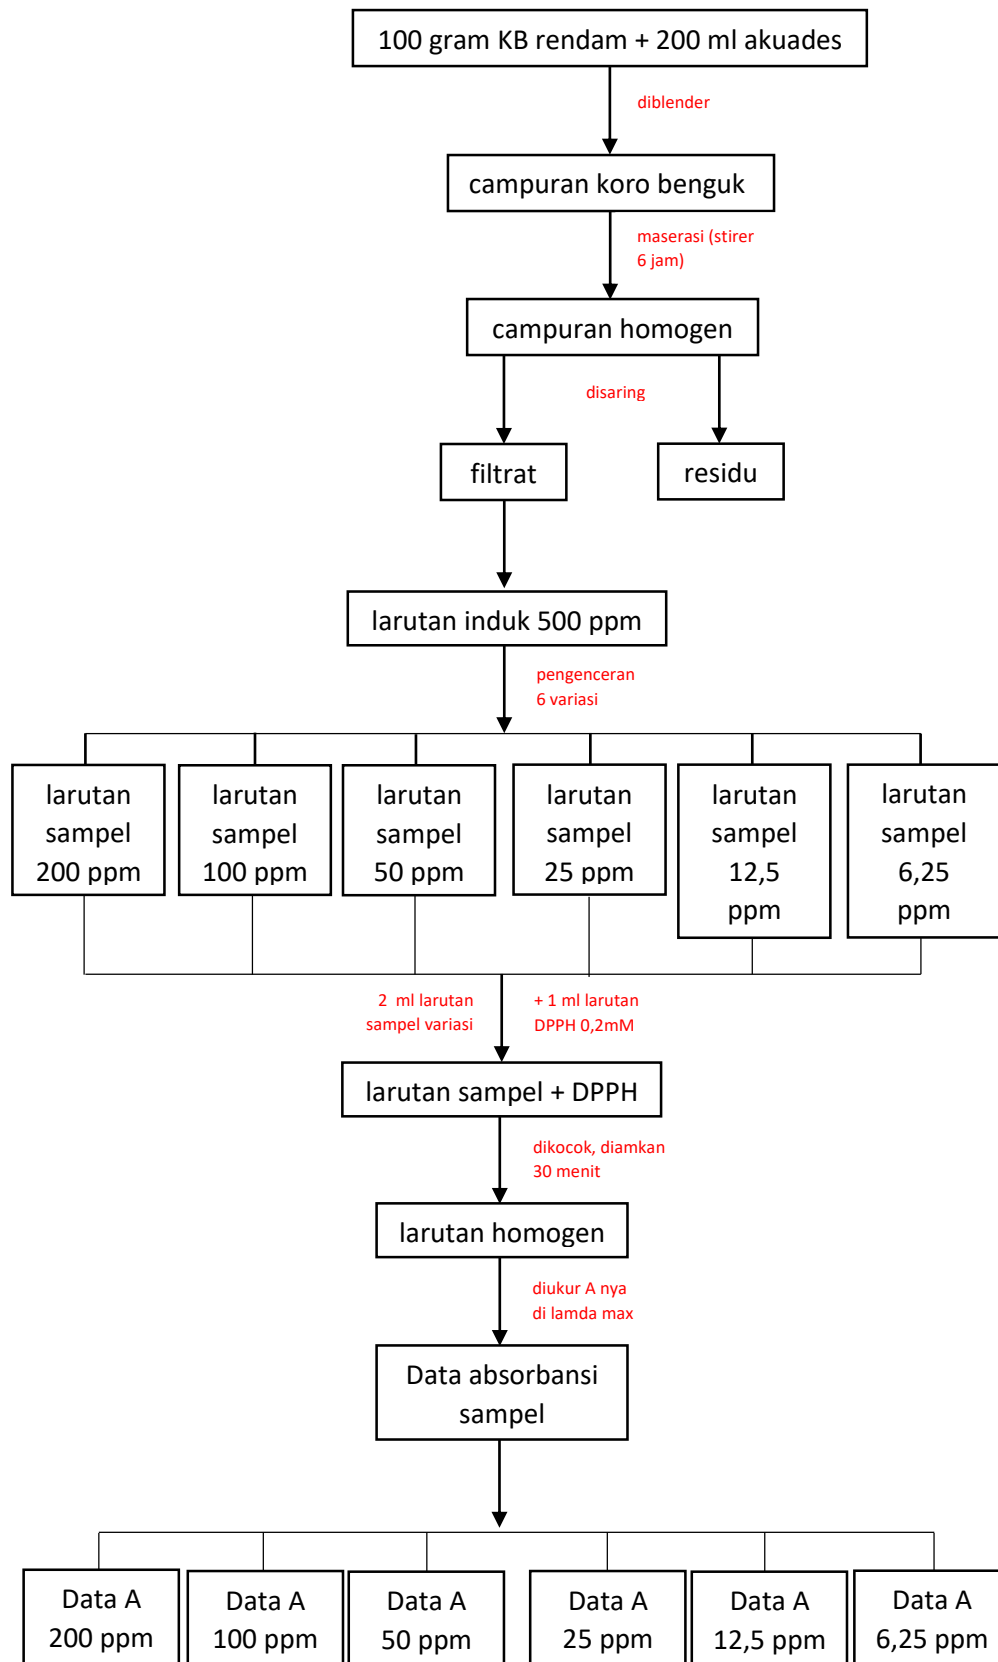 100 gram KB rendam + 200 ml akuades
diblender
campuran koro benguk
maserasi (stirer
6 jam)
campuran homogen
disaring
filtrat
residu
larutan induk 500 ppm
pengenceran
6 variasi
larutan
sampel
200 ppm
larutan
sampel
100 ppm
larutan
sampel
50 ppm
larutan
sampel
25 ppm
larutan
sampel
12,5
ppm
larutan
sampel
6,25
ppm
2 ml larutan
sampel variasi
+ 1 ml larutan
DPPH 0,2mM
larutan sampel + DPPH
dikocok, diamkan
30 menit
larutan homogen
diukur A nya
di lamda max
Data absorbansi
sampel
Data A
200 ppm
Data A
100 ppm
Data A
50 ppm
Data A
25 ppm
Data A
12,5 ppm
Data A
6,25 ppm